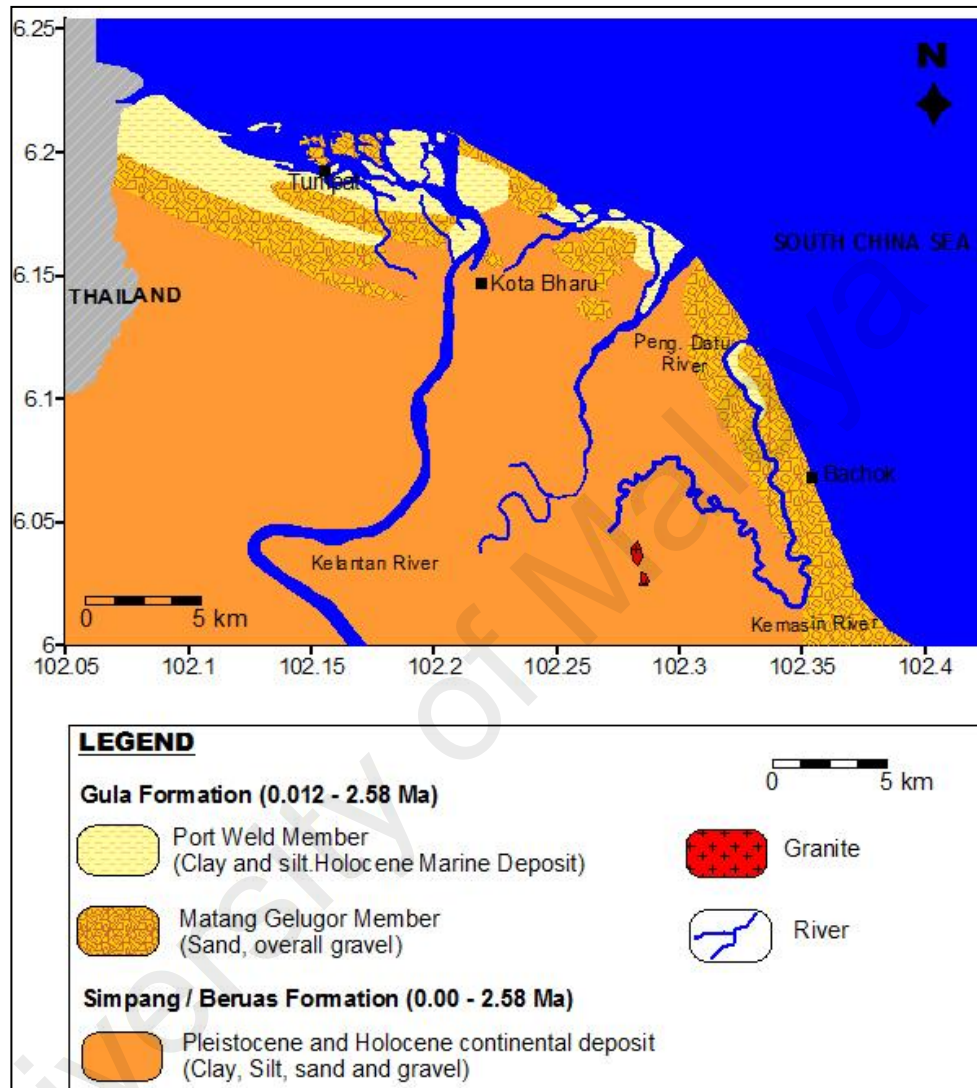 6.25
N
6.2
Tumpat
SOUTH CHINA SEA
6.15
Kota Bharu
THAILAND
Peng. Datu
River
6.1
Bachok
6.05
Kelantan River
0 5 km
Kemasin River
6
102.05 102.1 102.15 102.2 102.25 102.3 102.35 102.4
LEGEND
0 5 km
Gula Formation (0.012 - 2.58 Ma)
Port Weld Member
(Clay and silt.Holocene Marine Deposit)
Granite
Matang Gelugor Member
(Sand, overall gravel)
River
Simpang / Beruas Formation (0.00 - 2.58 Ma)
Pleistocene and Holocene continental deposit
(Clay, Silt, sand and gravel)
University of Malaya